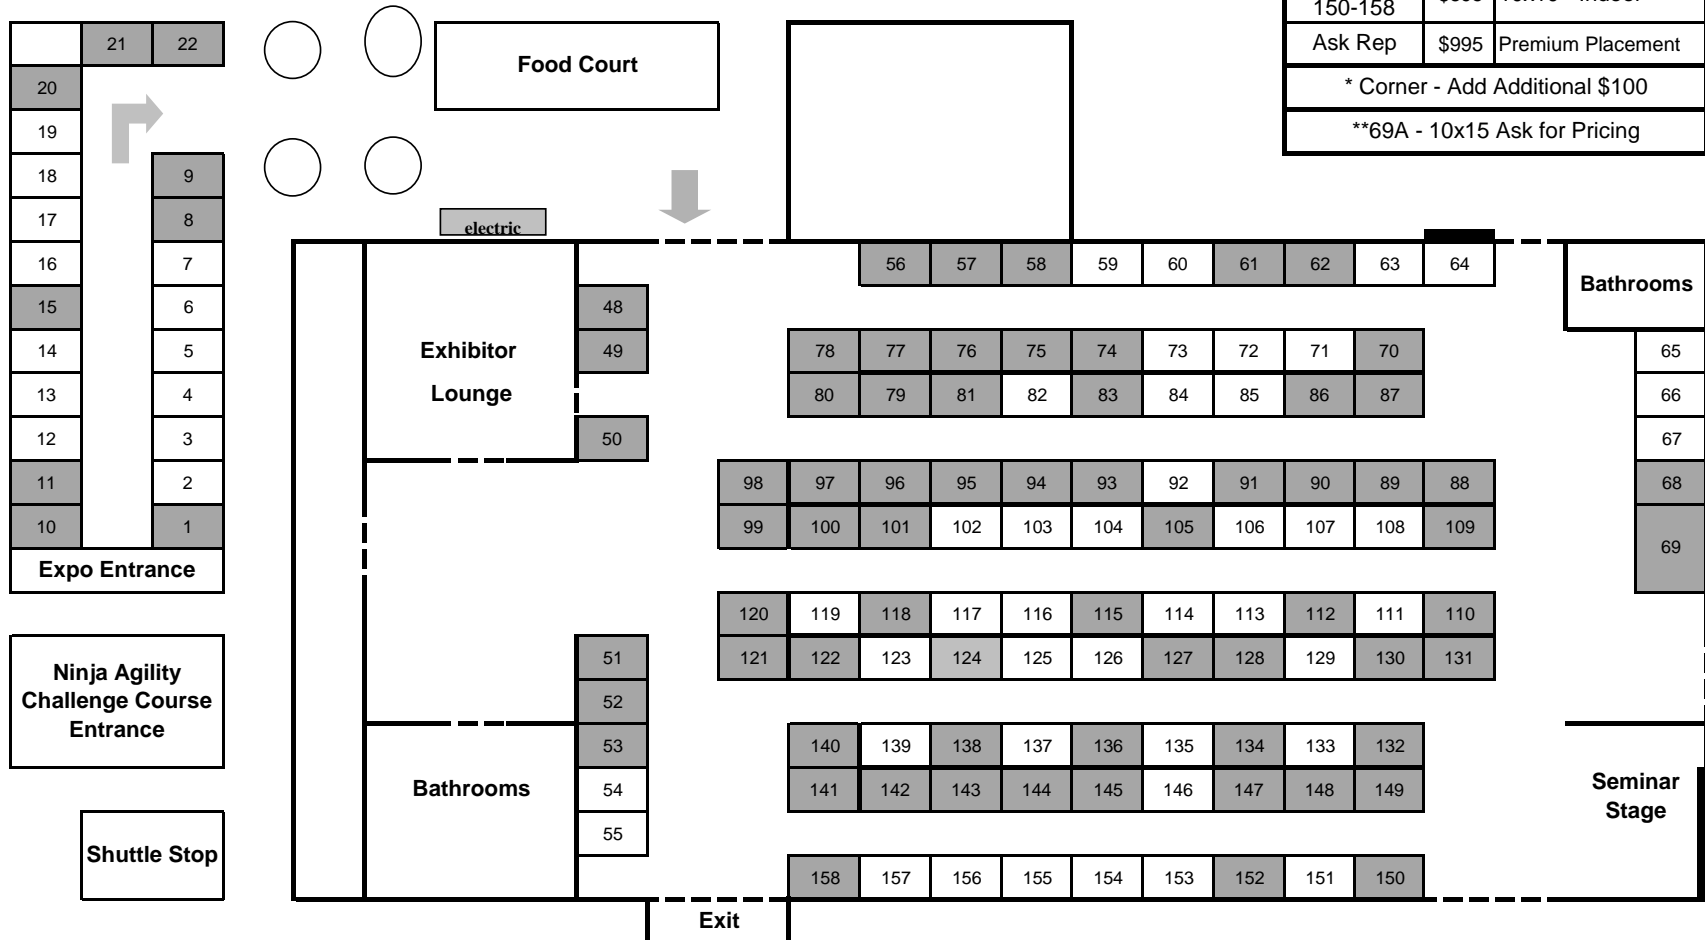 150-158
Ask Rep $995 Premium Placement
* Corner - Add Additional $100
**69A - 10x15 Ask for Pricing
21 22
Food Court
20
19
18 9
17 8
electric
16 7
15 6
14 5
13 4
12 3
11 2
10 1
Expo Entrance
Ninja Agility
Challenge Course
Entrance
Shuttle Stop
Exhibitor
Lounge
48
49
50
51
52
53
54
55
Bathrooms
56 57 58 59 60 61 62 63 64
78 77 76 75 74 73 72 71 70
80 79 81 82 83 84 85 86 87
98 97 96 95 94 93 92 91 90 89 88
99 100 101 102 103 104 105 106 107 108 109
120 119 118 117 116 115 114 113 112 111 110
121 122 123 124 125 126 127 128 129 130 131
140 139 138 137 136 135 134 133 132
141 142 143 144 145 146 147 148 149
158 157 156 155 154 153 152 151 150
Bathrooms
65
66
67
68
69
Seminar
Stage
Exit